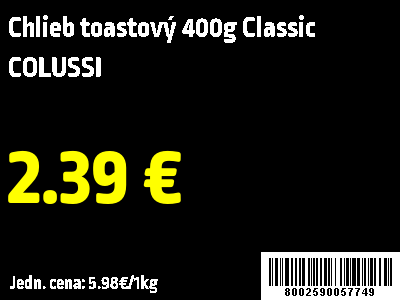 Chlieb toastový 400g Classic
COLUSSI
2.39 €
Jedn. cena: 5.98€/1kg
8002590057749